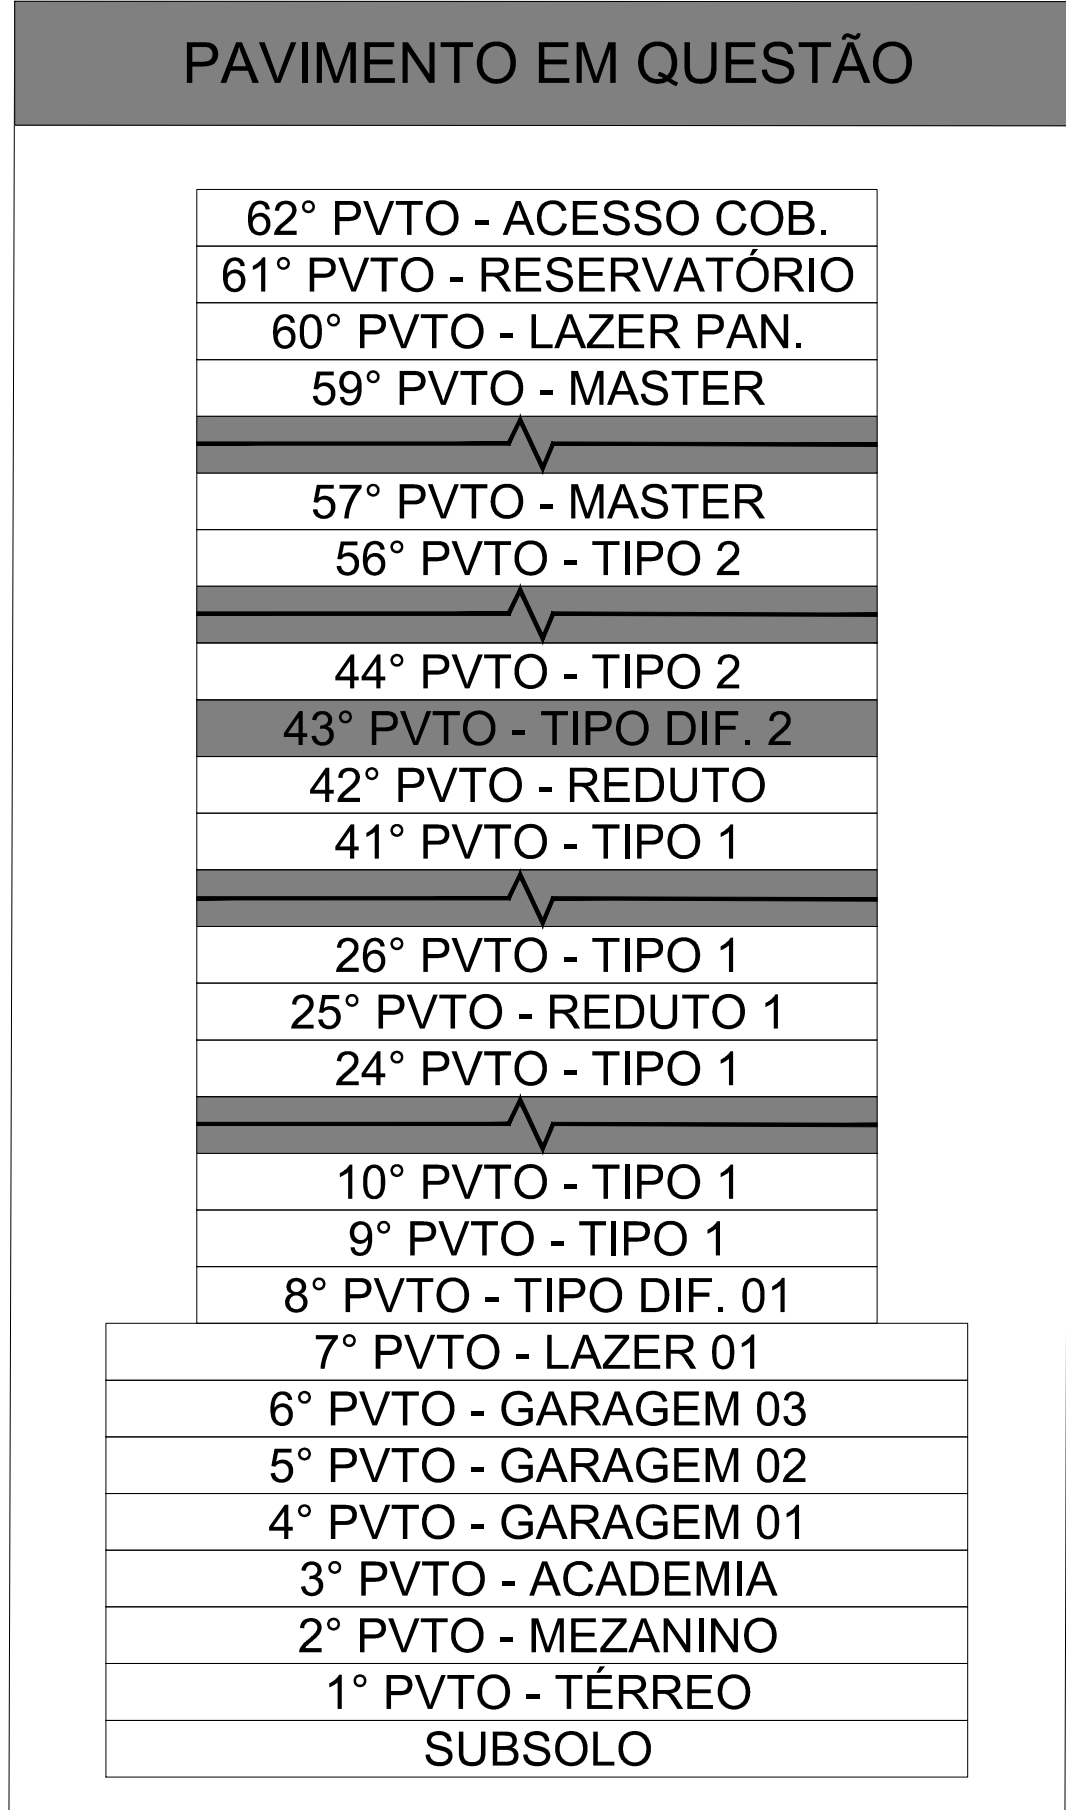 PAVIMENTO EM QUESTÃO
62° PVTO - ACESSO COB.
61° PVTO - RESERVATÓRIO
60° PVTO - LAZER PAN.
59° PVTO - MASTER
57° PVTO - MASTER
56° PVTO - TIPO 2
44° PVTO - TIPO 2
43° PVTO - TIPO DIF. 2
42° PVTO - REDUTO
41° PVTO - TIPO 1
26° PVTO - TIPO 1
25° PVTO - REDUTO 1
24° PVTO - TIPO 1
10° PVTO - TIPO 1
9° PVTO - TIPO 1
8° PVTO - TIPO DIF. 01
7° PVTO - LAZER 01
6° PVTO - GARAGEM 03
5° PVTO - GARAGEM 02
4° PVTO - GARAGEM 01
3° PVTO - ACADEMIA
2° PVTO - MEZANINO
1° PVTO - TÉRREO
SUBSOLO